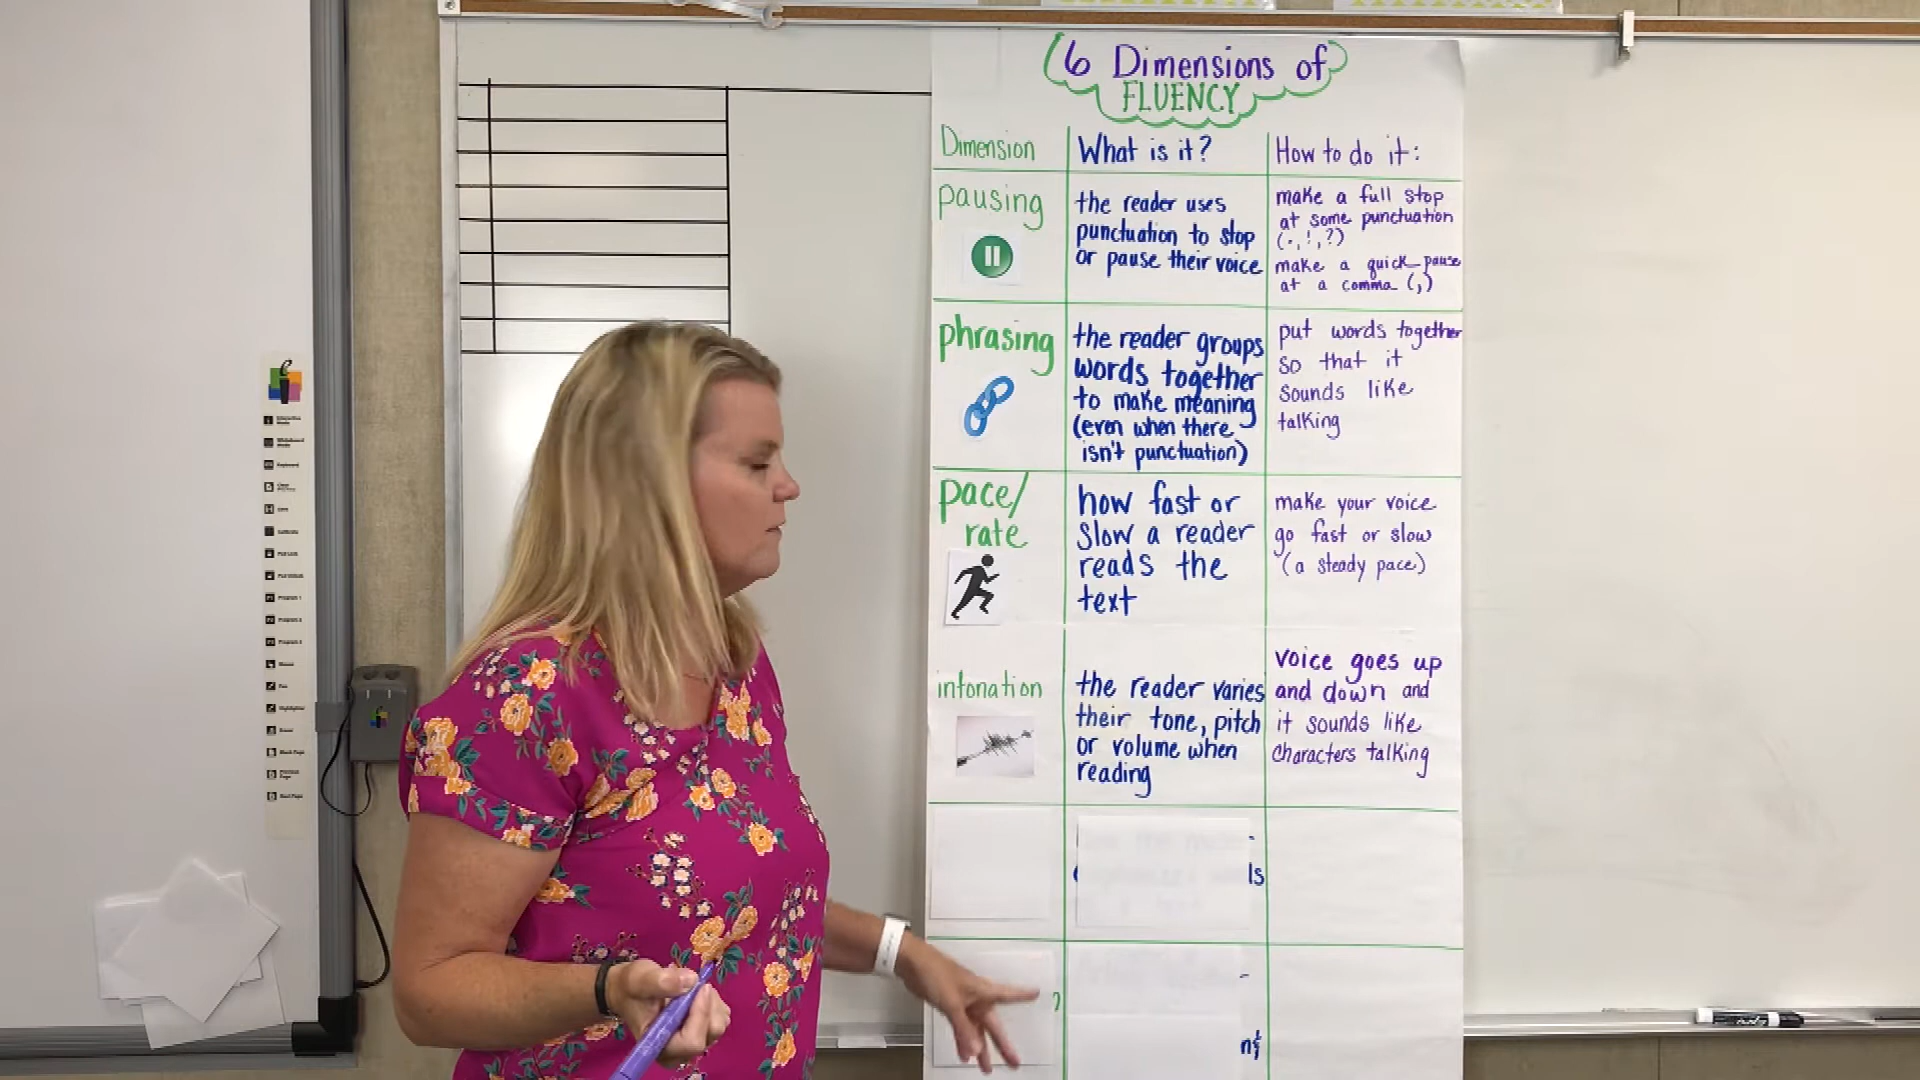 6 Dimensions of
FLUENCY
Dimension
What is it?
How to do it:
pausing
the reader uses
punctuation to stop
or pause their voice
make a full stop
at some punctuation
(.,!,?)
make a quick pause
at a comma (,)
phrasing
the reader groups
words together
to make meaning
(even when there
isn't punctuation)
put words together
so that it
sounds like
talking
pace/
rate
how fast or
slow a reader
reads the
text
make your voice
go fast or slow
(a steady pace)
intonation
the reader varies
their tone, pitch
or volume when
reading
voice goes up
and down and
it sounds like
characters talking